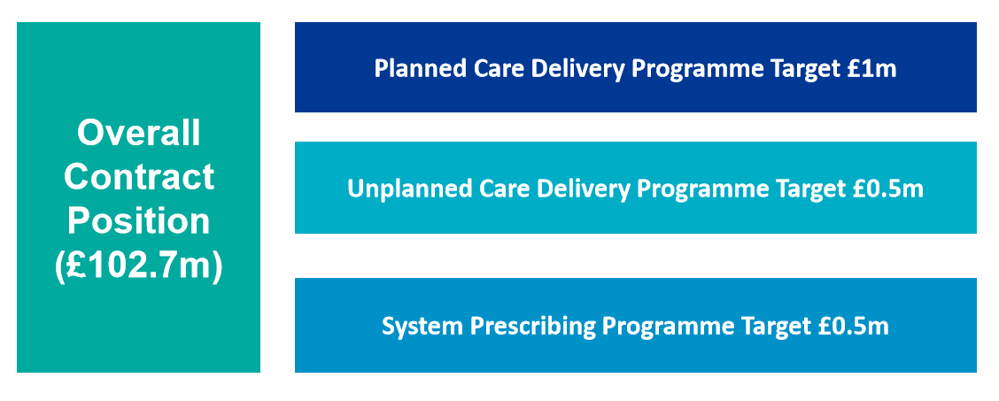 Overall
Contract
Position
(£102.7m)
Planned Care Delivery Programme Target £1m
Unplanned Care Delivery Programme Target £0.5m
System Prescribing Programme Target £0.5m